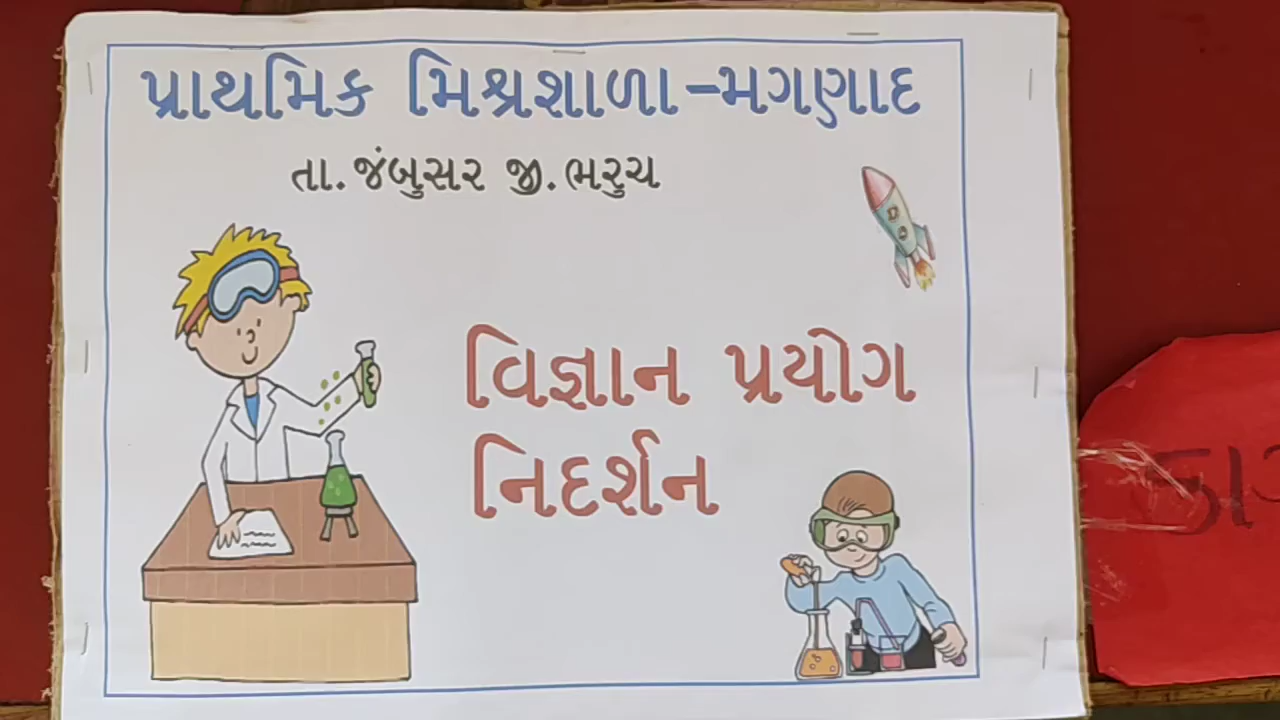 પ્રાથમિક મિશ્રશાળા-મગણાદ
તા. જંબુસર જી. ભરુચ
વિજ્ઞાન પ્રયોગ
નિદર્શન